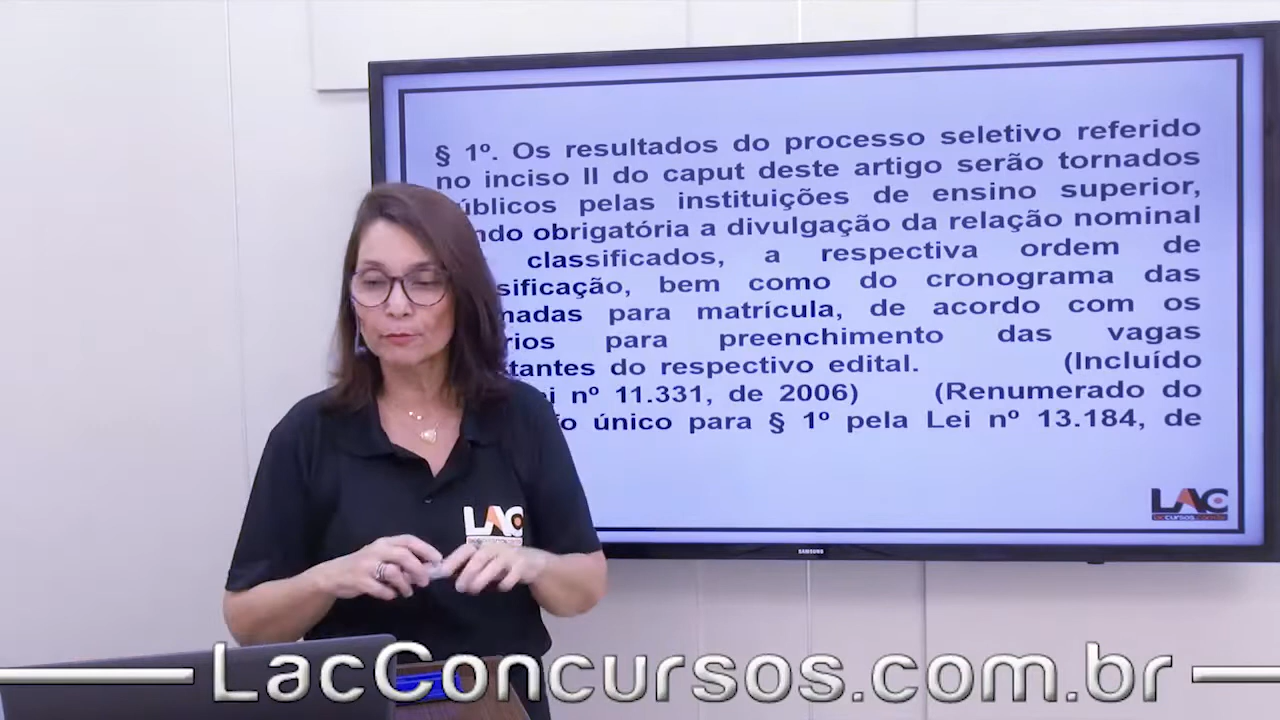 § 1º. Os resultados do processo seletivo referido
no inciso II do caput deste artigo serão tornados
úblicos pelas instituições de ensino superior,
ndo obrigatória a divulgação da relação nominal
classificados, a respectiva ordem de
sificação, bem como do cronograma das
madas para matrícula, de acordo com os
rios para preenchimento das vagas
tantes do respectivo edital. (Incluído
nº 11.331, de 2006) (Renumerado do
único para § 1º pela Lei nº 13.184, de
LAC
SAMSUNG
LAC
LacConcursos.com.br